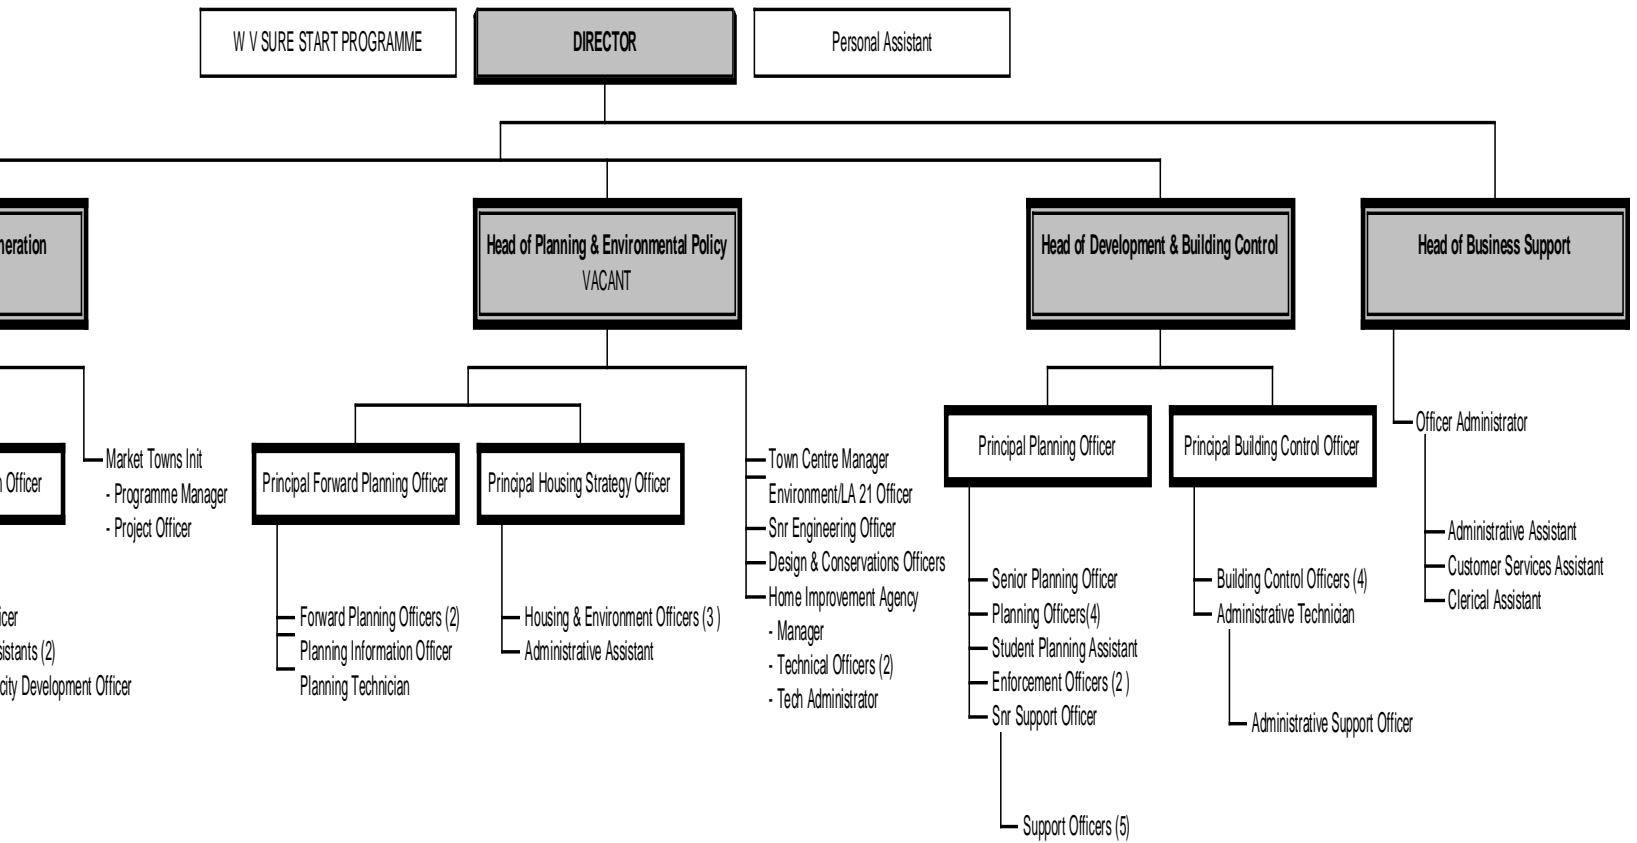 W V SURE START PROGRAMME
DIRECTOR
Personal Assistant
Head of Planning & Environmental Policy
VACANT
Head of Development & Building Control
Head of Business Support
Officer
Market Towns Init
- Programme Manager
- Project Officer
Principal Forward Planning Officer
Principal Housing Strategy Officer
Town Centre Manager
Environment/LA 21 Officer
Snr Engineering Officer
Design & Conservations Officers
Home Improvement Agency
- Manager
- Technical Officers (2)
- Tech Administrator
Principal Planning Officer
Principal Building Control Officer
Officer Administrator
Administrative Assistant
Customer Services Assistant
Clerical Assistant
(2)
Development Officer
Forward Planning Officers (2)
Planning Information Officer
Planning Technician
Housing & Environment Officers (3 )
Administrative Assistant
Senior Planning Officer
Planning Officers(4)
Student Planning Assistant
Enforcement Officers (2 )
Snr Support Officer
Support Officers (5)
Building Control Officers (4)
Administrative Technician
Administrative Support Officer